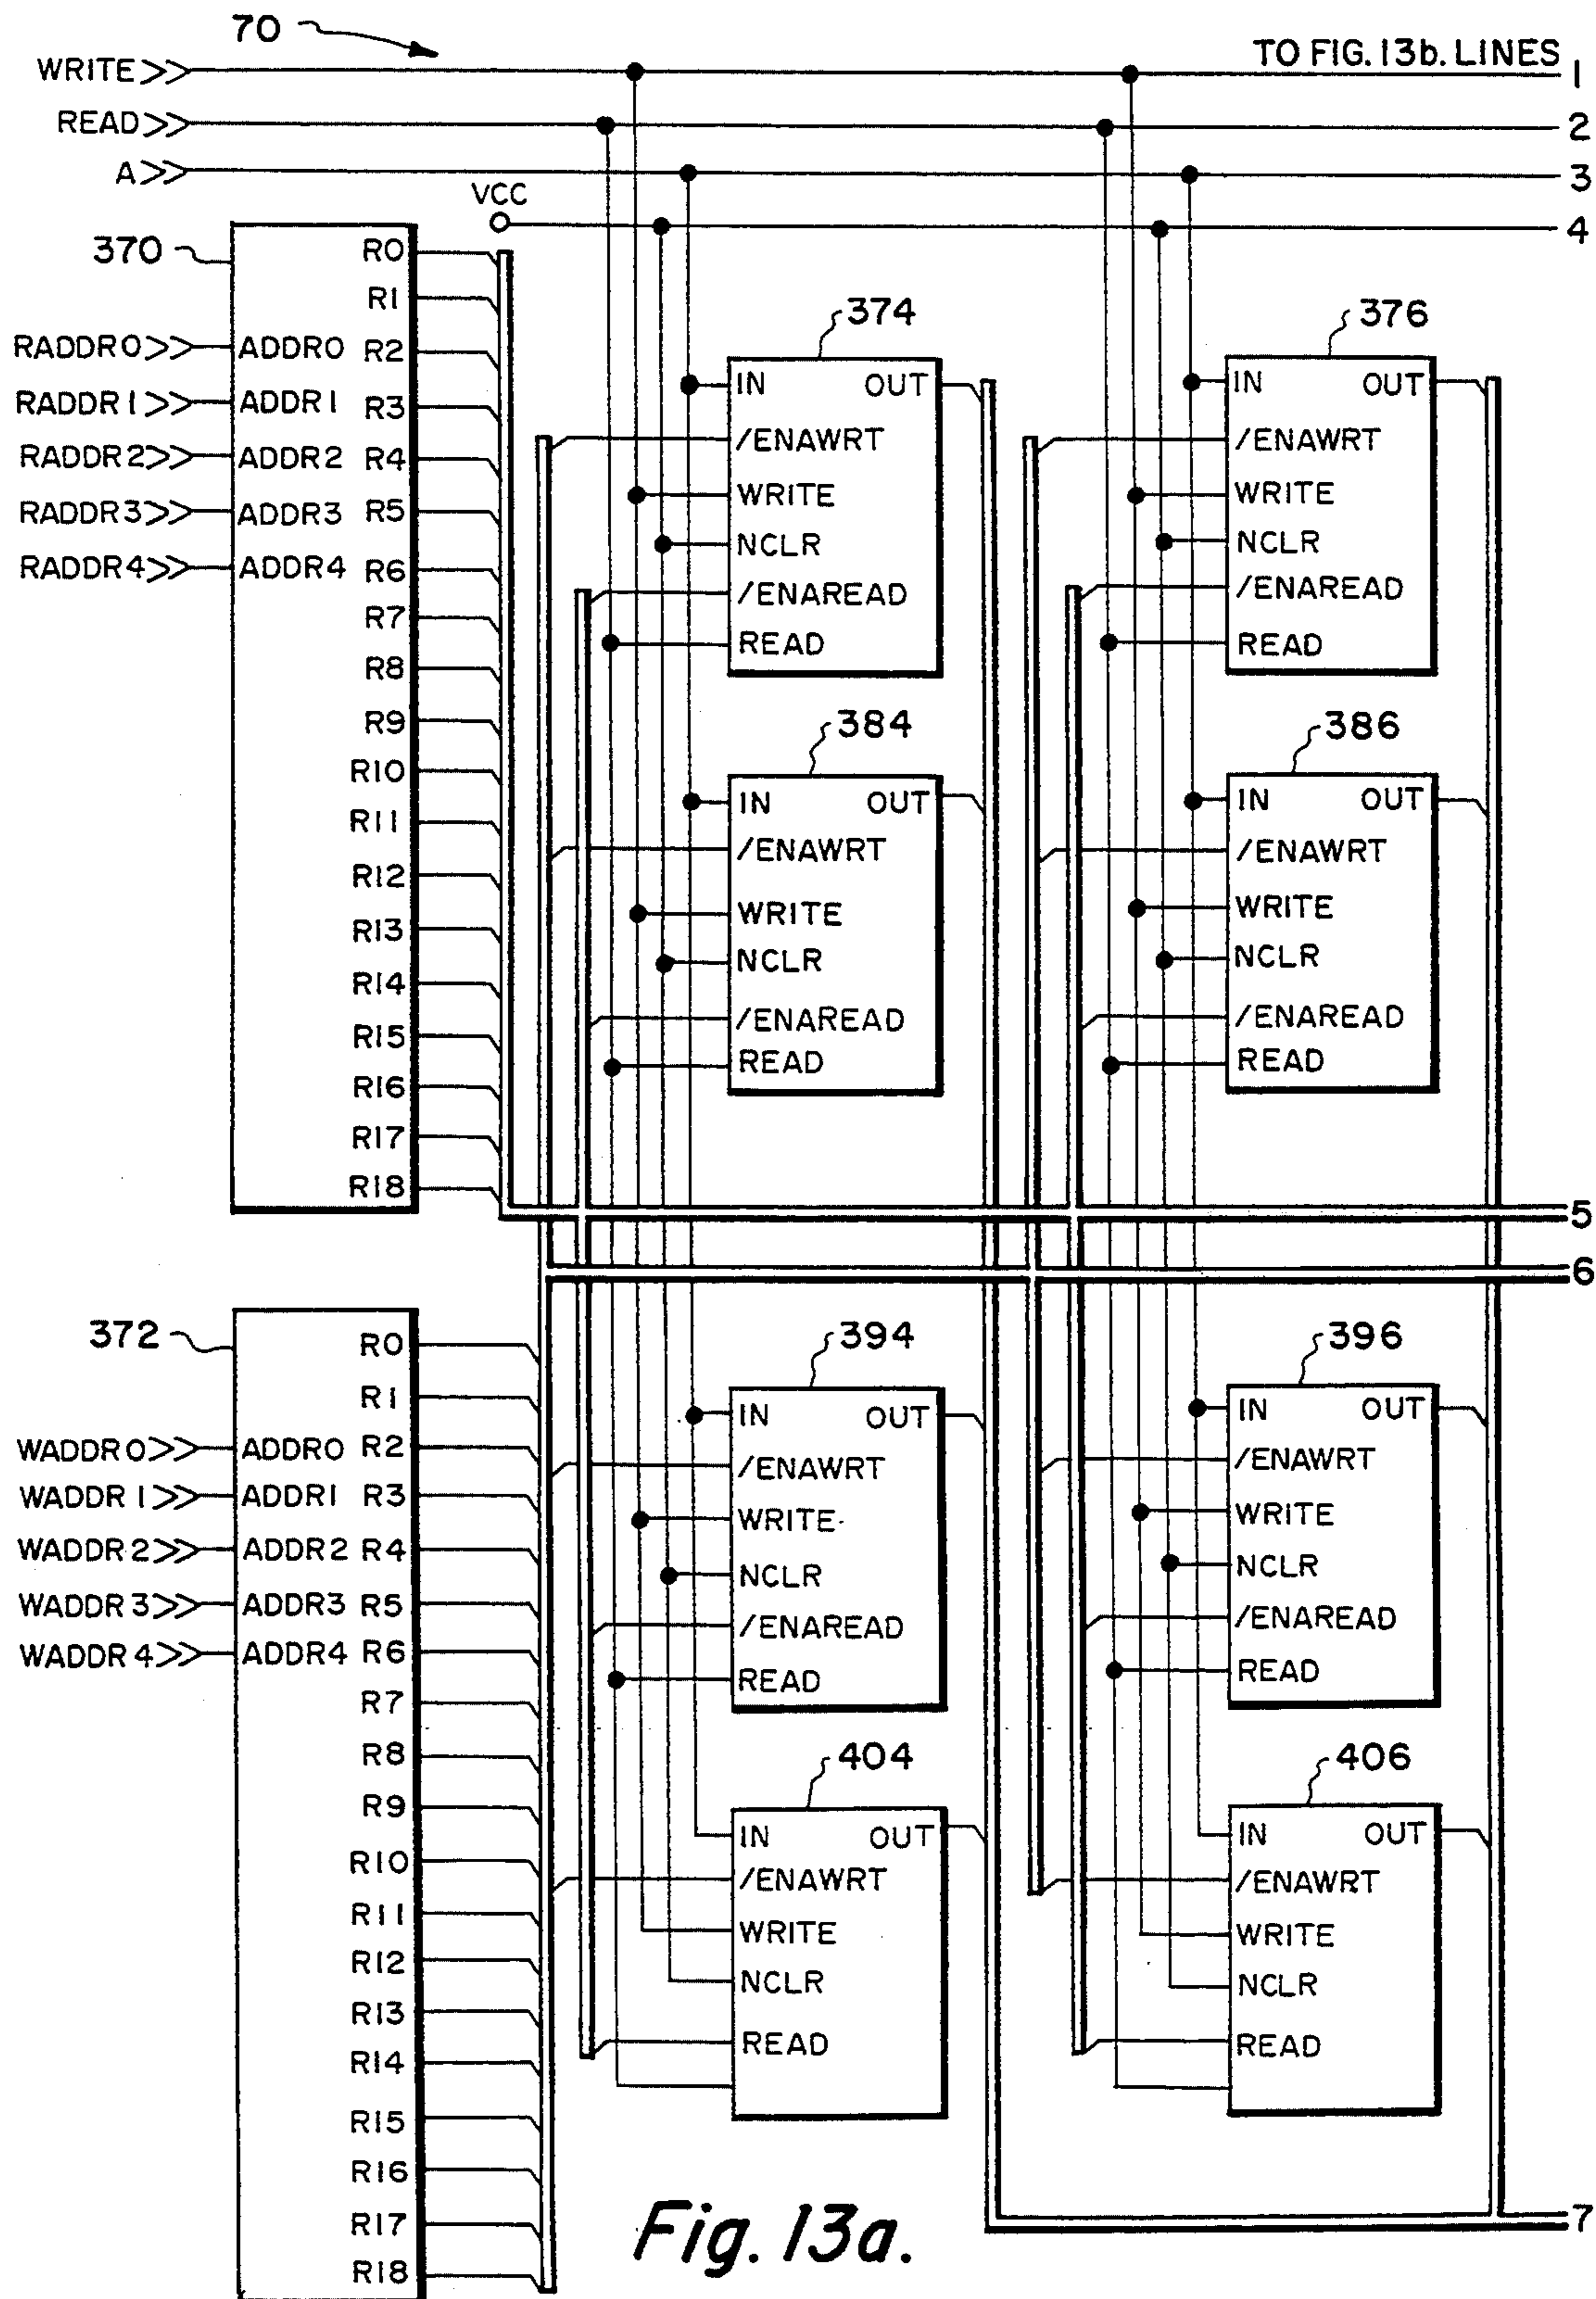 70
TO FIG. 13b. LINES
WRITE>> 1
READ>> 2
A>> 3
VCC 4
370
RADDR0>>
RADDR1>>
RADDR2>>
RADDR3>>
RADDR4>>
ADDR0
ADDR1
ADDR2
ADDR3
ADDR4
R0
R1
R2
R3
R4
R5
R6
R7
R8
R9
R10
R11
R12
R13
R14
R15
R16
R17
R18
374
IN OUT
/ENAWRT
WRITE
NCLR
/ENAREAD
READ
376
IN OUT
/ENAWRT
WRITE
NCLR
/ENAREAD
READ
384
IN OUT
/ENAWRT
WRITE
NCLR
/ENAREAD
READ
386
IN OUT
/ENAWRT
WRITE
NCLR
/ENAREAD
READ
5
6
372
WADDR0>>
WADDR1>>
WADDR2>>
WADDR3>>
WADDR4>>
ADDR0
ADDR1
ADDR2
ADDR3
ADDR4
R0
R1
R2
R3
R4
R5
R6
R7
R8
R9
R10
R11
R12
R13
R14
R15
R16
R17
R18
394
IN OUT
/ENAWRT
WRITE
NCLR
/ENAREAD
READ
396
IN OUT
/ENAWRT
WRITE
NCLR
/ENAREAD
READ
404
IN OUT
/ENAWRT
WRITE
NCLR
READ
406
IN OUT
/ENAWRT
WRITE
NCLR
READ
7
Fig. 13a.